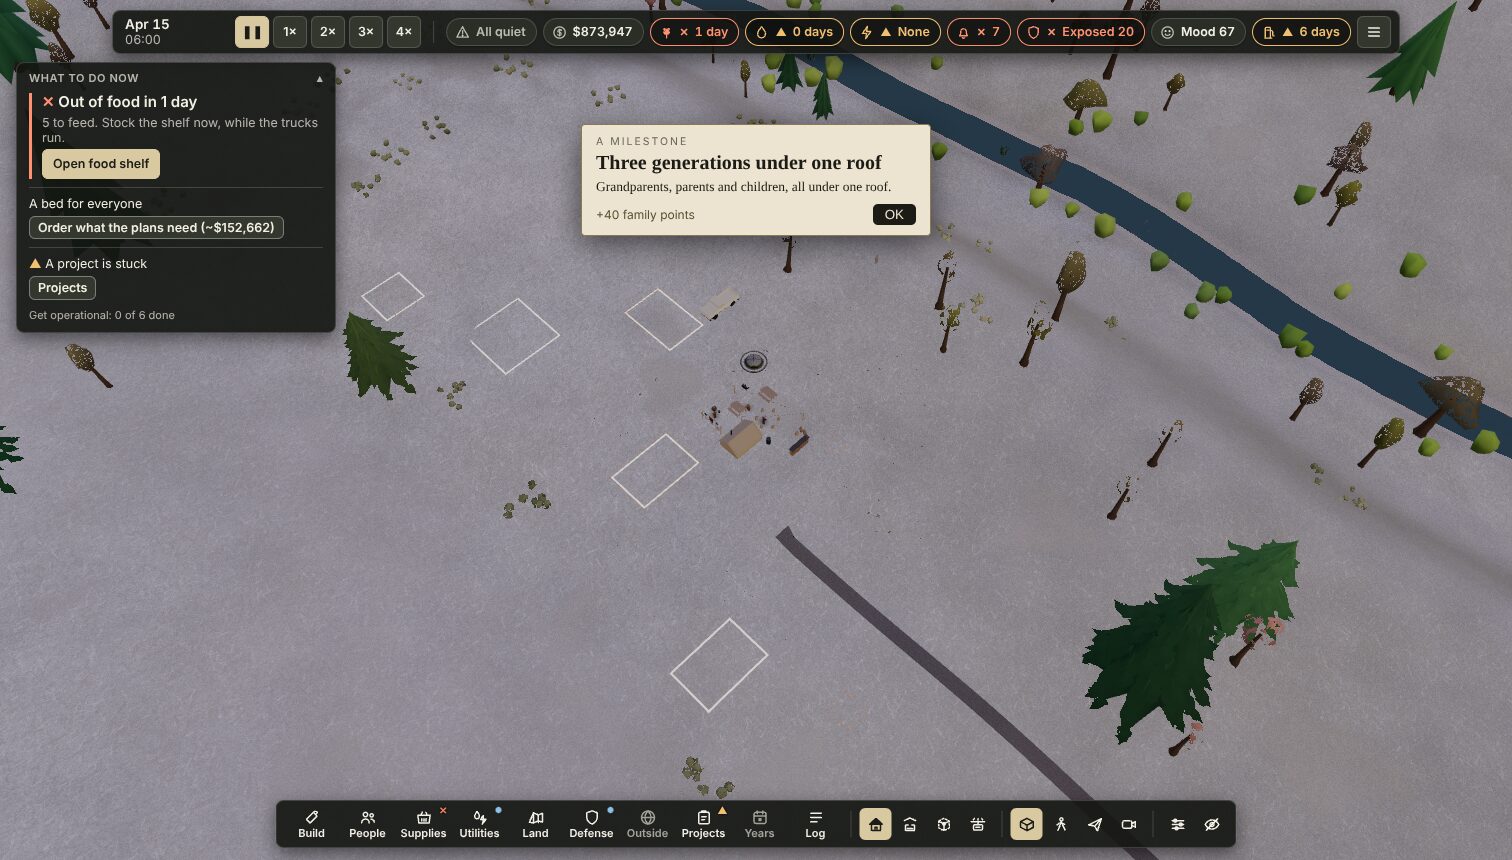 Apr 15
06:00
1×
2×
3×
4×
All quiet
$873,947
× 1 day
0 days
None
× 7
× Exposed 20
Mood 67
6 days
WHAT TO DO NOW
× Out of food in 1 day
5 to feed. Stock the shelf now, while the trucks
run.
Open food shelf
A bed for everyone
Order what the plans need (~$152,662)
A project is stuck
Projects
Get operational: 0 of 6 done
A MILESTONE
Three generations under one roof
Grandparents, parents and children, all under one roof.
+40 family points
OK
Build
People
Supplies
Utilities
Land
Defense
Outside
Projects
Years
Log